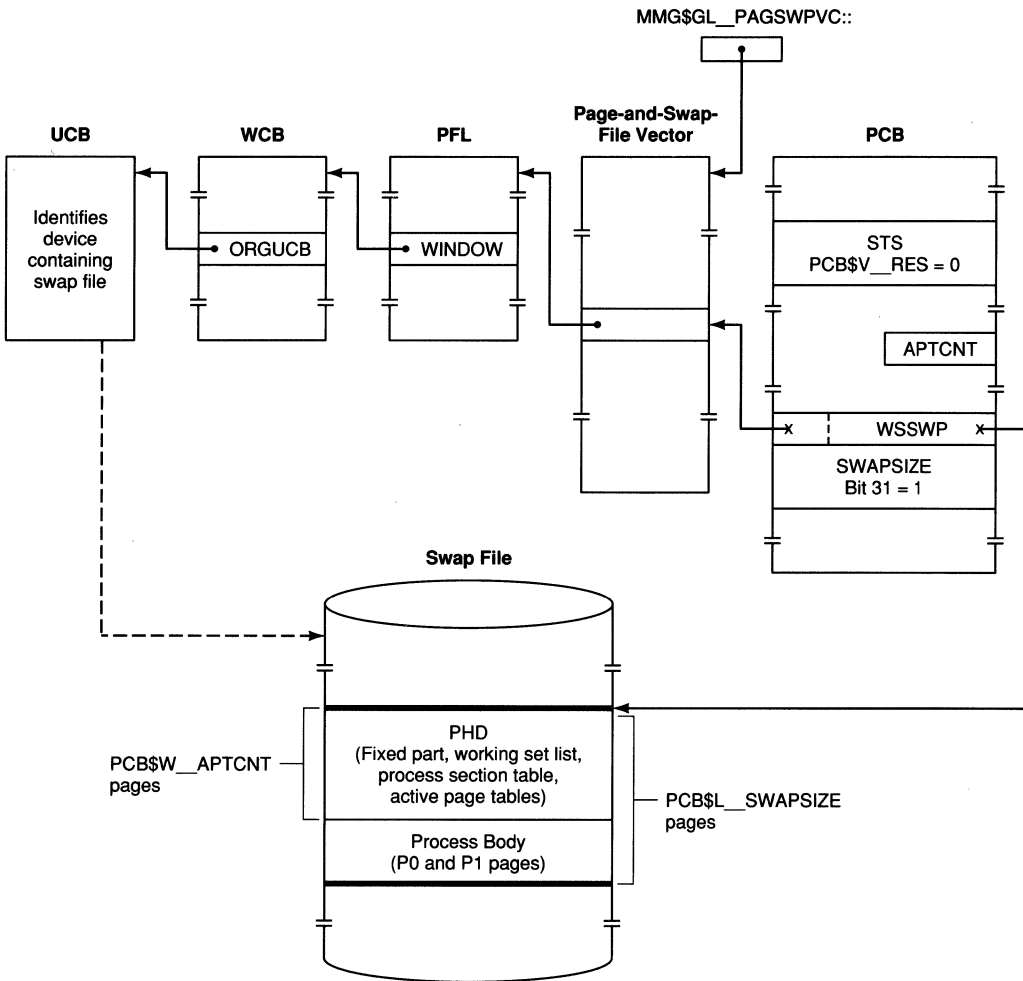 MMG$GL__PAGSWPVC::
Page-and-Swap-
File Vector
UCB
WCB
PFL
PCB
Identifies
device
containing
swap file
ORGUCB
WINDOW
STS
PCB$V__RES = 0
APTCNT
x
WSSWP
x
SWAPSIZE
Bit 31 = 1
Swap File
PHD
(Fixed part, working set list,
process section table,
active page tables)
PCB$W__APTCNT
pages
PCB$L__SWAPSIZE
pages
Process Body
(P0 and P1 pages)